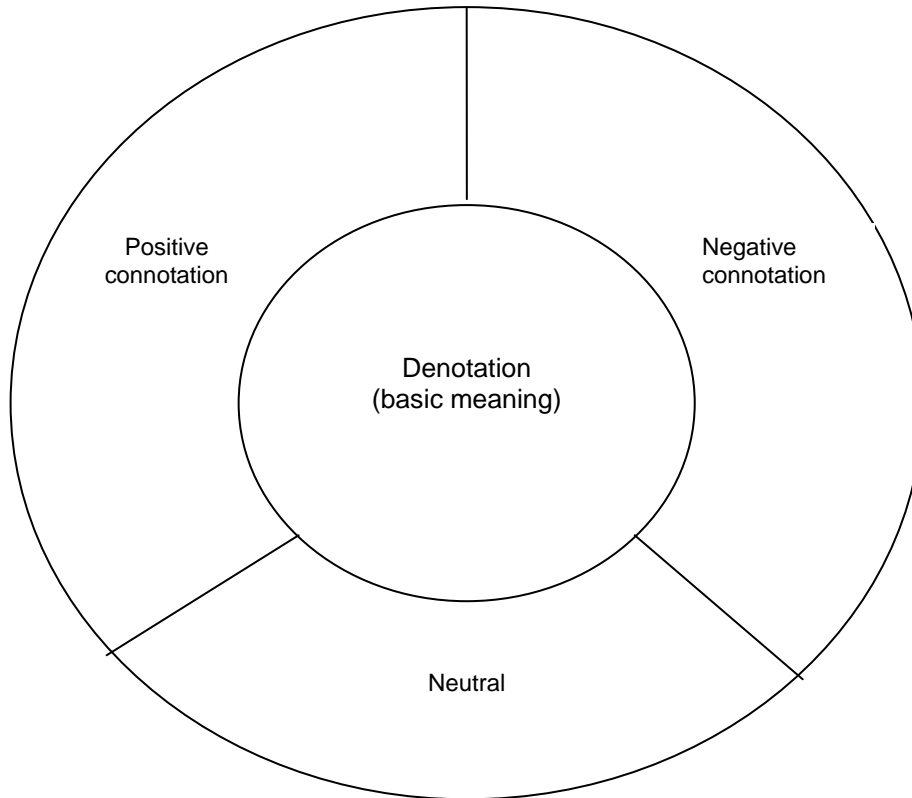 Positive
connotation
Negative
connotation
Denotation
(basic meaning)
Neutral